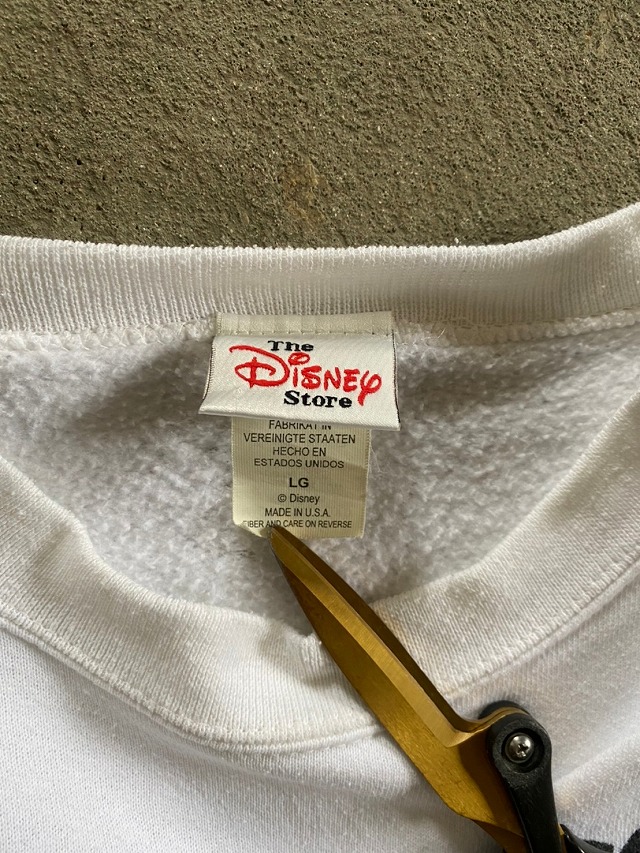 The
Disney
Store
FABRIKAT IN
VEREINIGTE STAATEN
HECHO EN
ESTADOS UNIDOS
LG
© Disney
MADE IN U.S.A.
FIBER AND CARE ON REVERSE